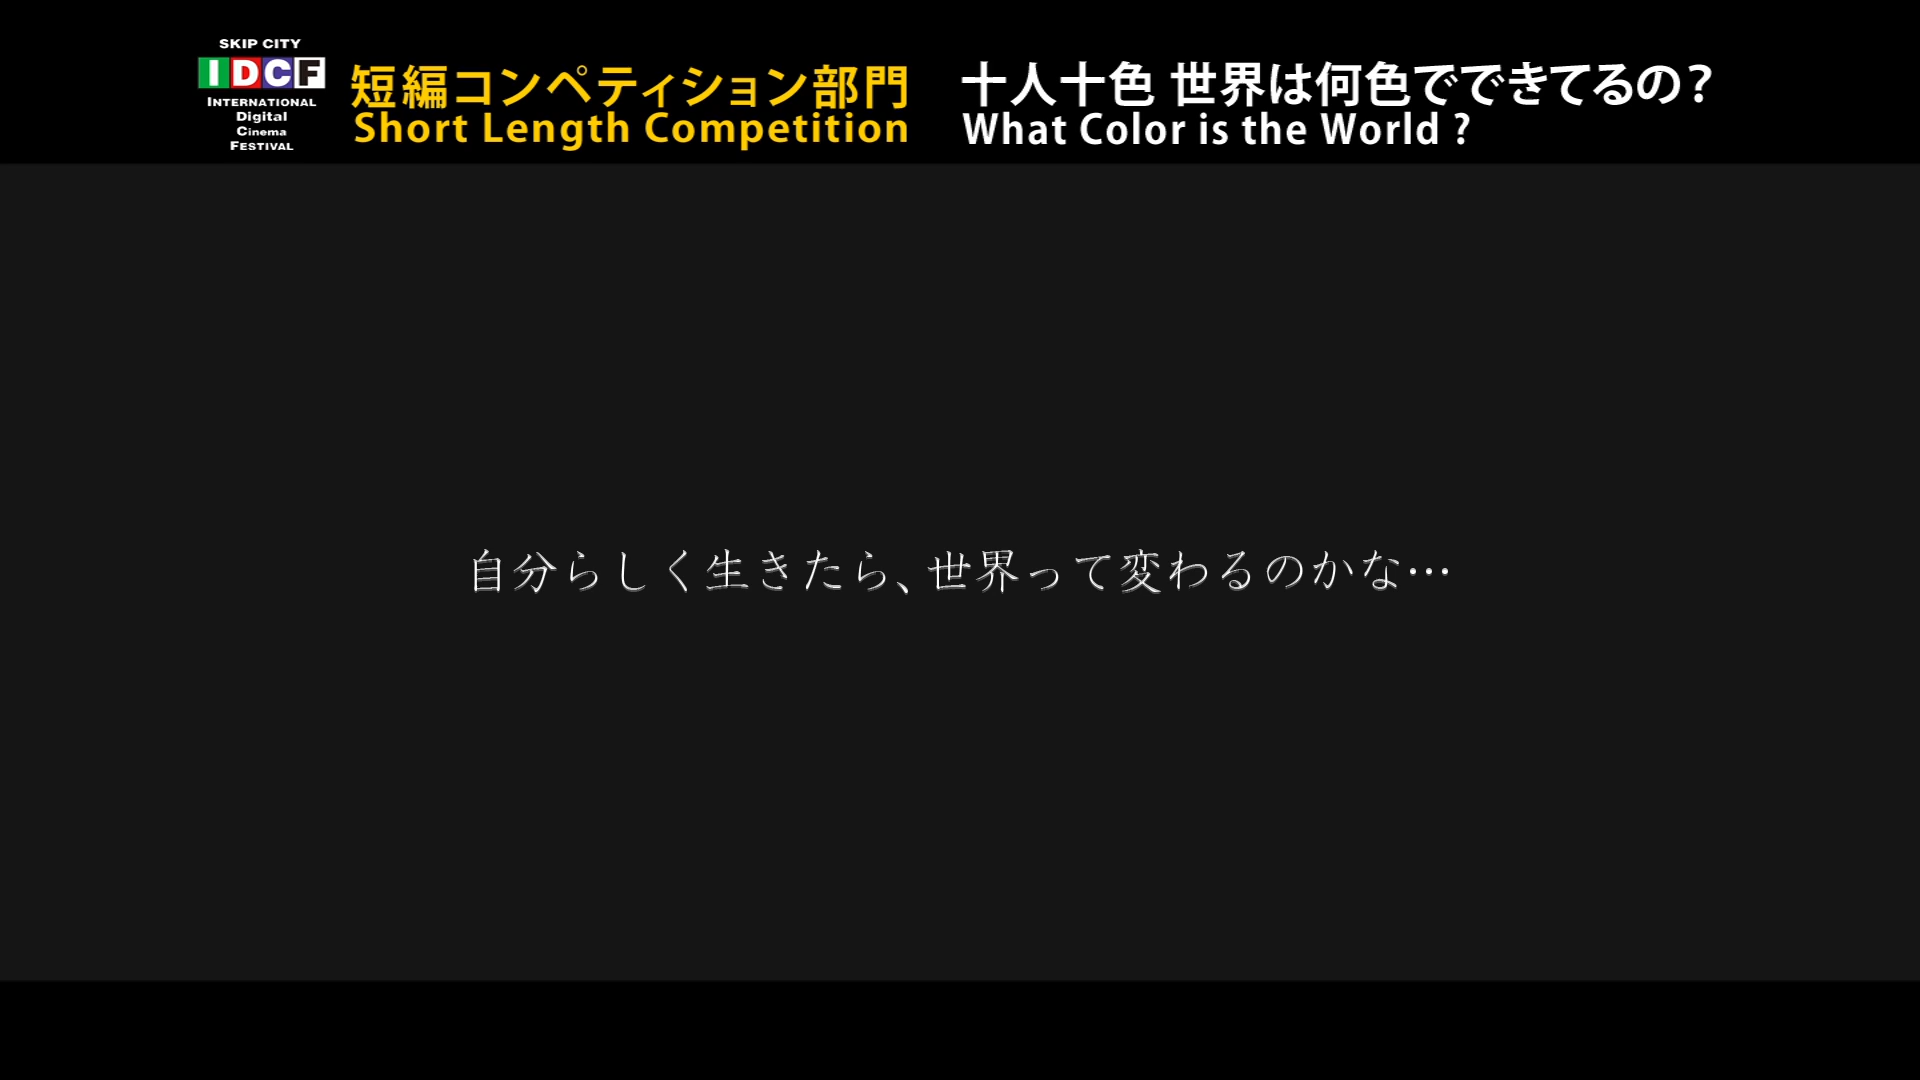 SKIP CITY
IDCF
INTERNATIONAL
Digital
Cinema
FESTIVAL
短編コンペティション部門
Short Length Competition
十人十色 世界は何色でできてるの？
What Color is the World ?
自分らしく生きたら、世界って変わるのかな…